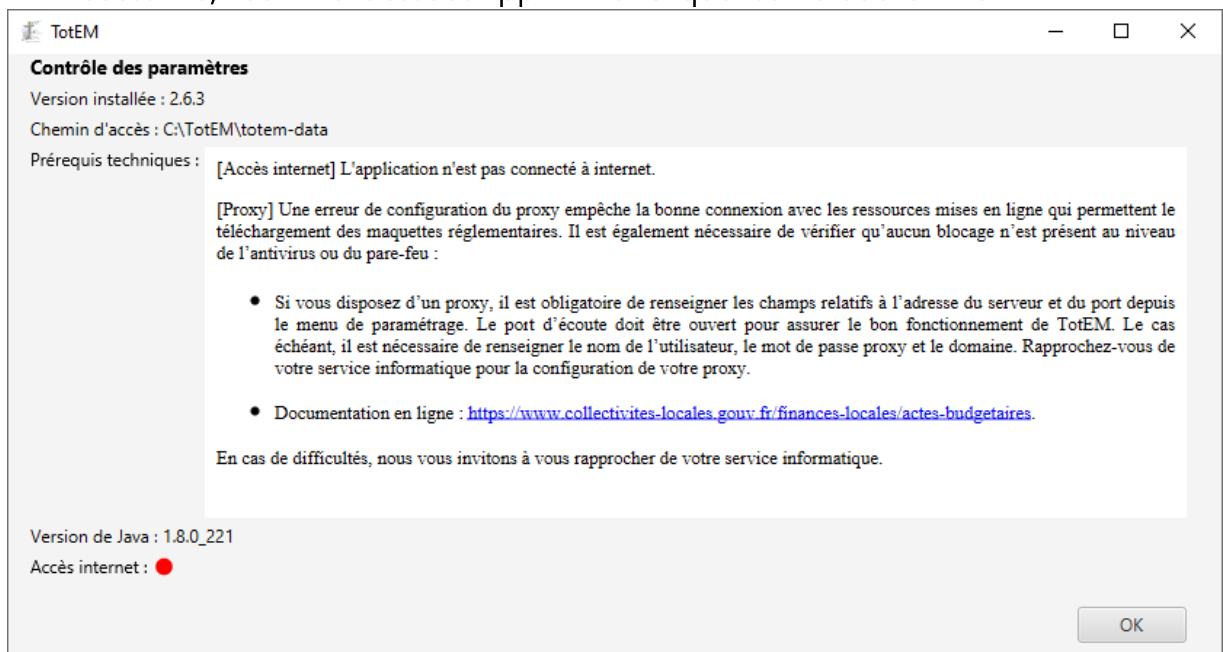 TotEM
Contrôle des paramètres
Version installée : 2.6.3
Chemin d'accès : C:\TotEM\totem-data
Prérequis techniques :
[Accès internet] L'application n'est pas connecté à internet.
[Proxy] Une erreur de configuration du proxy empêche la bonne connexion avec les ressources mises en ligne qui permettent le
téléchargement des maquettes réglementaires. Il est également nécessaire de vérifier qu’aucun blocage n’est présent au niveau
de l’antivirus ou du pare-feu :
● Si vous disposez d’un proxy, il est obligatoire de renseigner les champs relatifs à l’adresse du serveur et du port depuis
le menu de paramétrage. Le port d’écoute doit être ouvert pour assurer le bon fonctionnement de TotEM. Le cas
échéant, il est nécessaire de renseigner le nom de l’utilisateur, le mot de passe proxy et le domaine. Rapprochez-vous de
votre service informatique pour la configuration de votre proxy.
● Documentation en ligne : https://www.collectivites-locales.gouv.fr/finances-locales/actes-budgetaires.
En cas de difficultés, nous vous invitons à vous rapprocher de votre service informatique.
Version de Java : 1.8.0_221
Accès internet :
OK